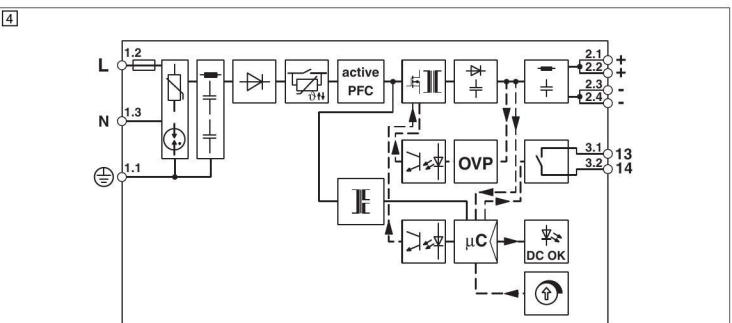 4
L
1.2
N
1.3
1.1
active
PFC
ϑ
2.1
+
2.2
+
2.3
-
2.4
-
OVP
3.1
13
3.2
14
µC
DC OK